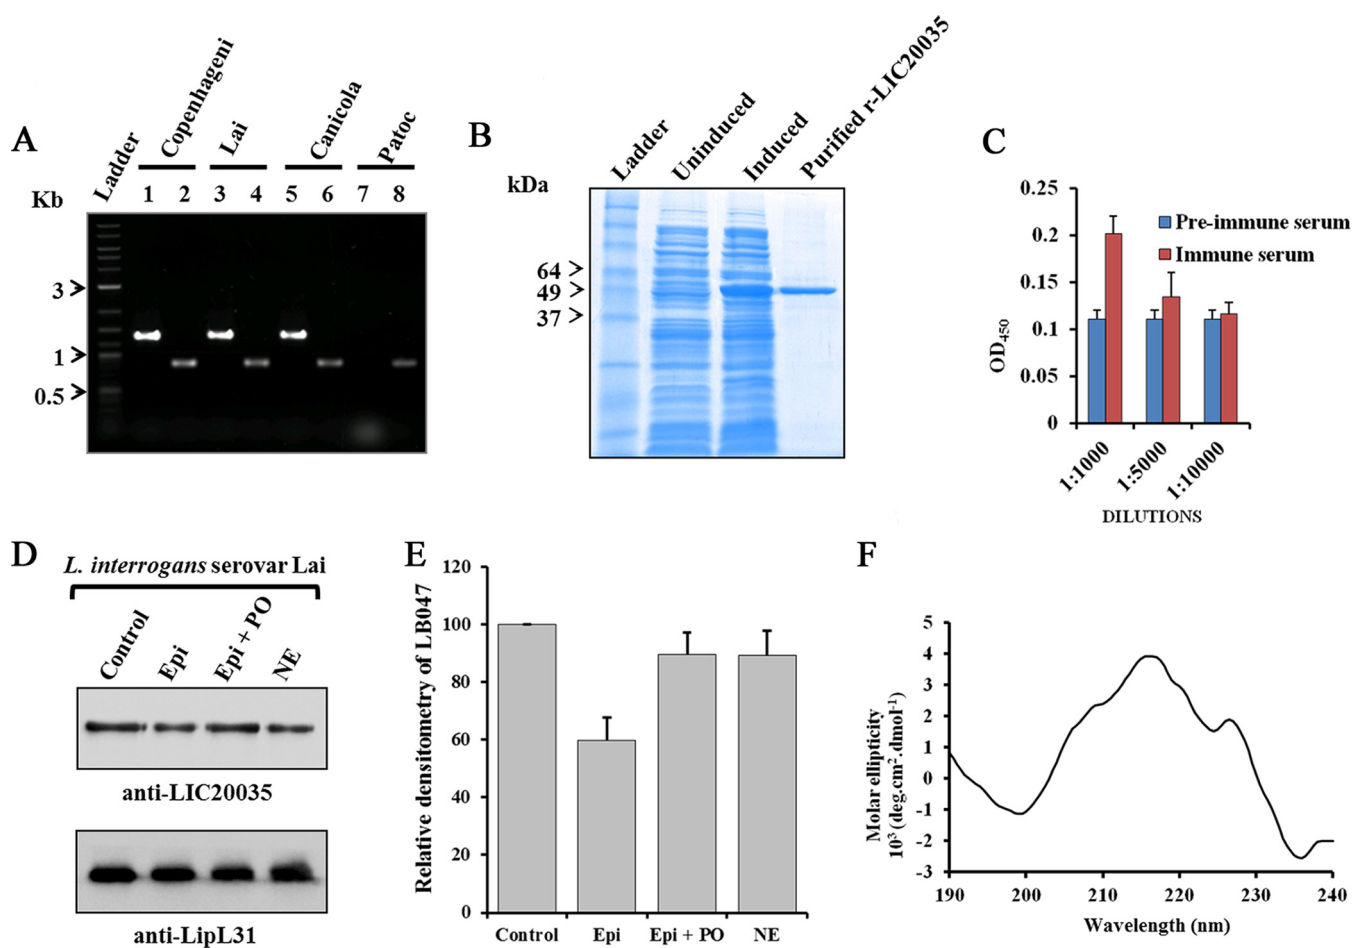 A
Ladder
Copenhageni
Lai
Canicola
Patoc
Kb
1 2 3 4 5 6 7 8
3 >
1 >
0.5 >
B
kDa
Ladder
Uninduced
Induced
Purified r-LIC20035
64 >
49 >
37 >
C
0.25
0.2
0.15
0.1
0.05
0
OD450
Pre-immune serum
Immune serum
1:1000
1:5000
1:10000
DILUTIONS
D
L. interrogans serovar Lai
Control
Epi
Epi + PO
NE
anti-LIC20035
anti-LipL31
E
Relative densitometry of LB047
120
100
80
60
40
20
0
Control Epi Epi + PO NE
F
Molar ellipticity
10³ (deg.cm².dmol⁻¹)
5
4
3
2
1
0
-1
-2
-3
190 200 210 220 230 240
Wavelength (nm)